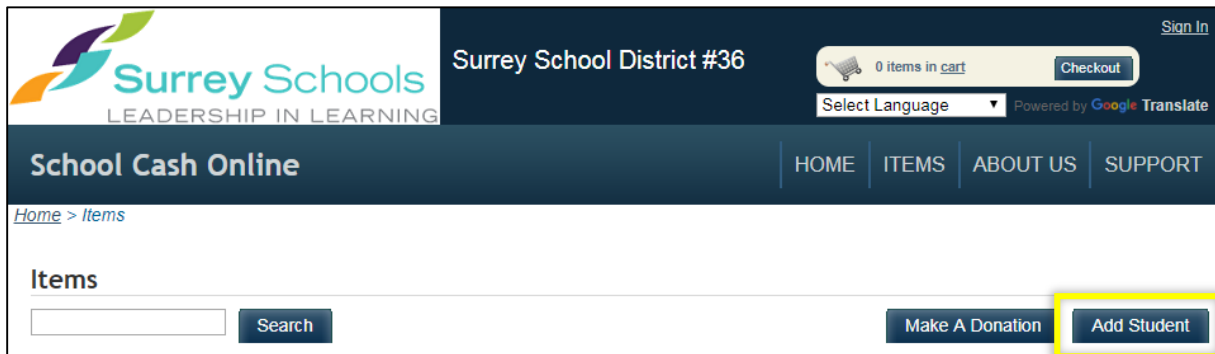 Surrey Schools
LEADERSHIP IN LEARNING
Surrey School District #36
Sign In
0 items in cart
Checkout
Select Language
Powered by Google Translate
School Cash Online
HOME ITEMS ABOUT US SUPPORT
Home > Items
Items
Search
Make A Donation
Add Student